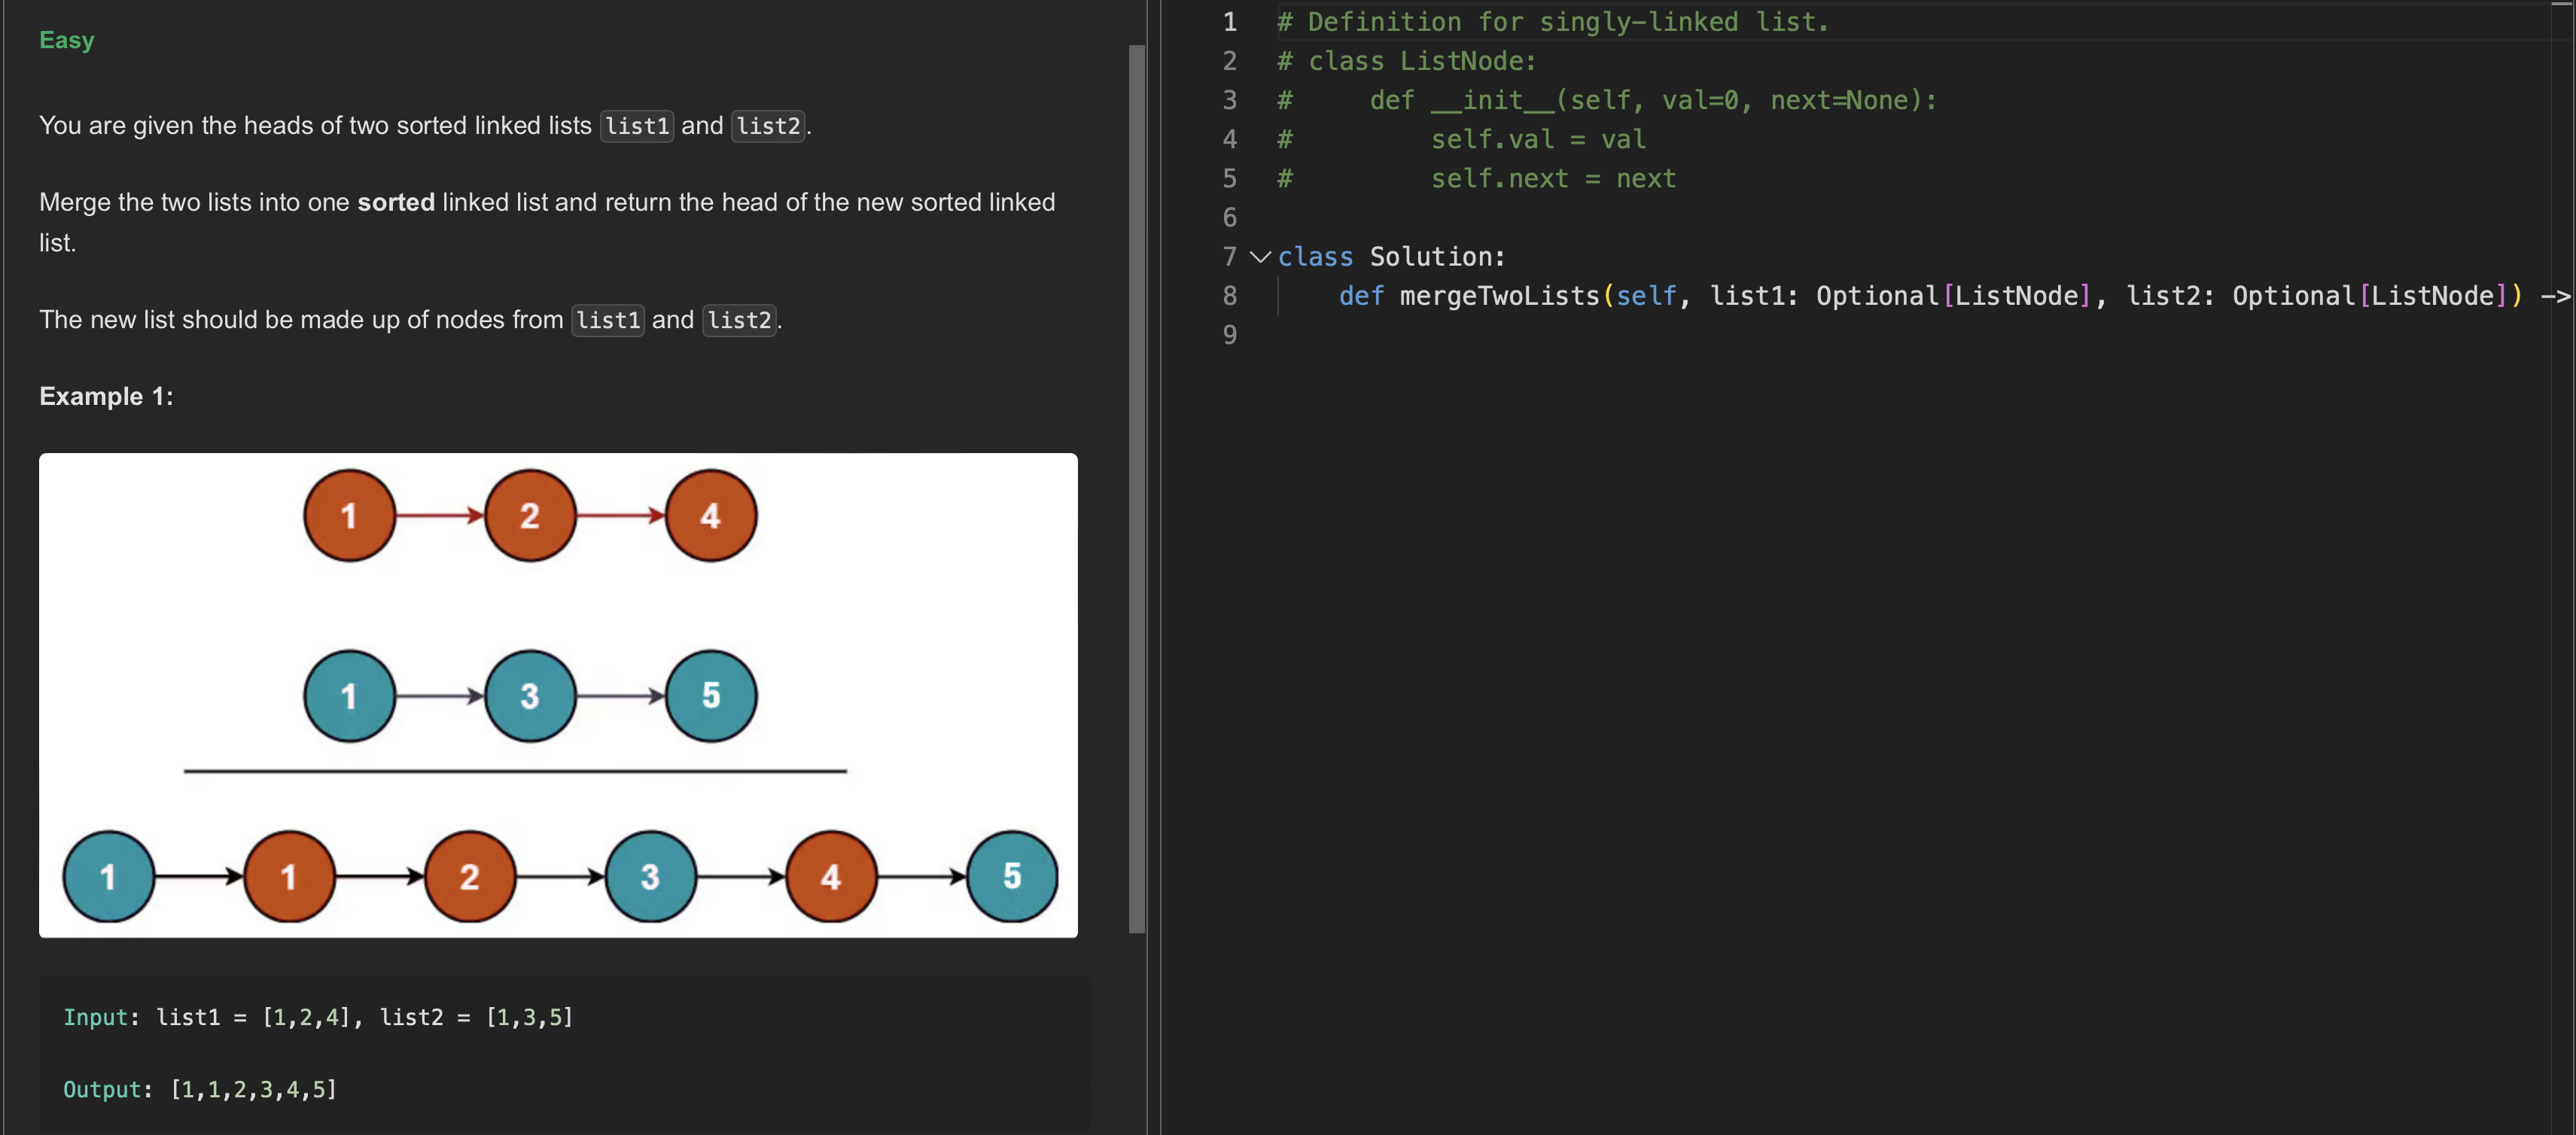 Easy
You are given the heads of two sorted linked lists list1 and list2.
Merge the two lists into one sorted linked list and return the head of the new sorted linked
list.
The new list should be made up of nodes from list1 and list2.
Example 1:
1 2 4
1 3 5
1 1 2 3 4 5
Input: list1 = [1,2,4], list2 = [1,3,5]
Output: [1,1,2,3,4,5]
1 # Definition for singly-linked list.
2 # class ListNode:
3 #     def __init__(self, val=0, next=None):
4 #         self.val = val
5 #         self.next = next
6
7 class Solution:
8     def mergeTwoLists(self, list1: Optional[ListNode], list2: Optional[ListNode]) ->
9